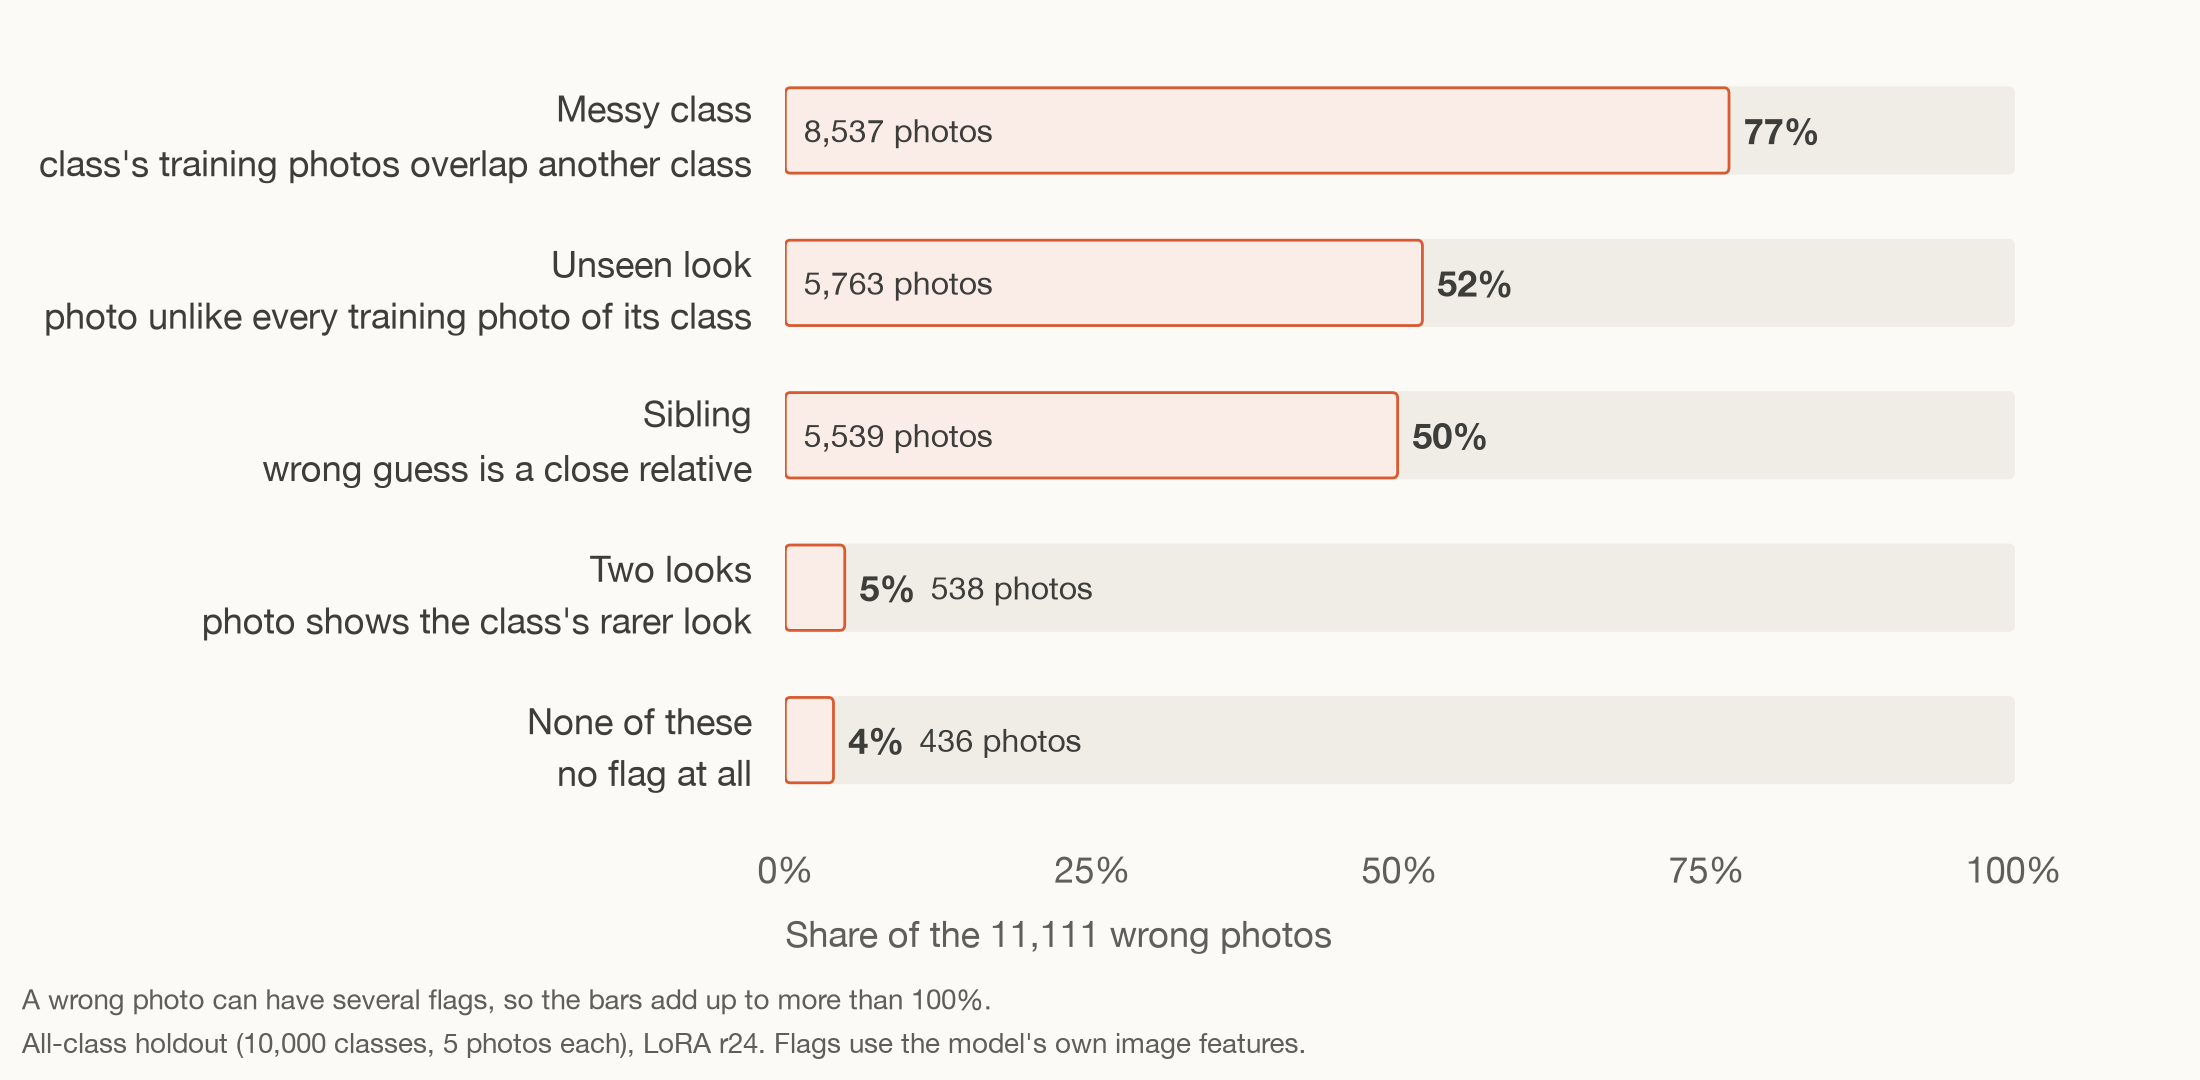 Messy class
class's training photos overlap another class
8,537 photos
77%
Unseen look
photo unlike every training photo of its class
5,763 photos
52%
Sibling
wrong guess is a close relative
5,539 photos
50%
Two looks
photo shows the class's rarer look
5% 538 photos
None of these
no flag at all
4% 436 photos
0% 25% 50% 75% 100%
Share of the 11,111 wrong photos
A wrong photo can have several flags, so the bars add up to more than 100%.
All-class holdout (10,000 classes, 5 photos each), LoRA r24. Flags use the model's own image features.